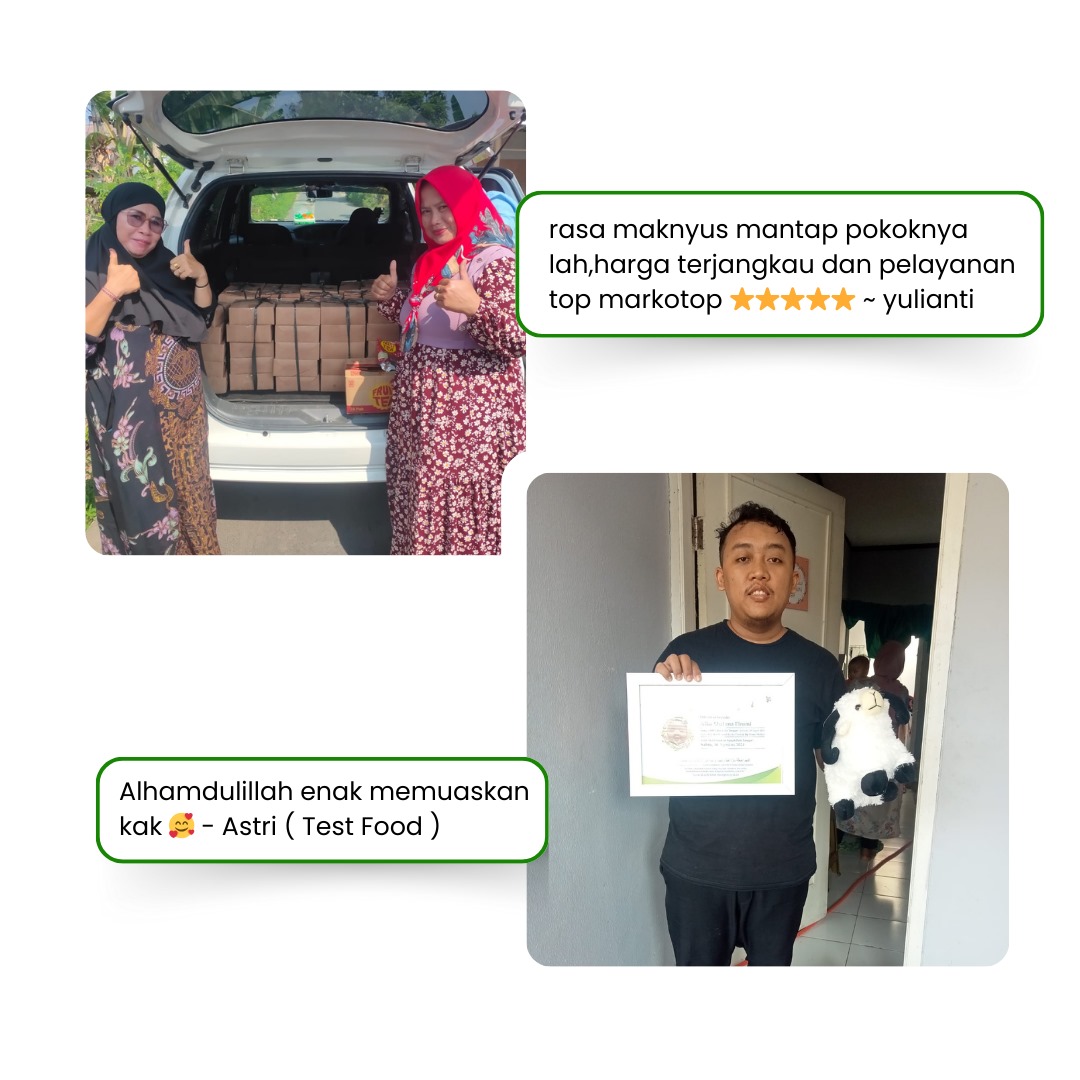 rasa maknyus mantap pokoknya
lah,harga terjangkau dan pelayanan
top markotop ⭐⭐⭐⭐⭐ ~ yulianti
Alhamdulillah enak memuaskan
kak 🥰 - Astri ( Test Food )